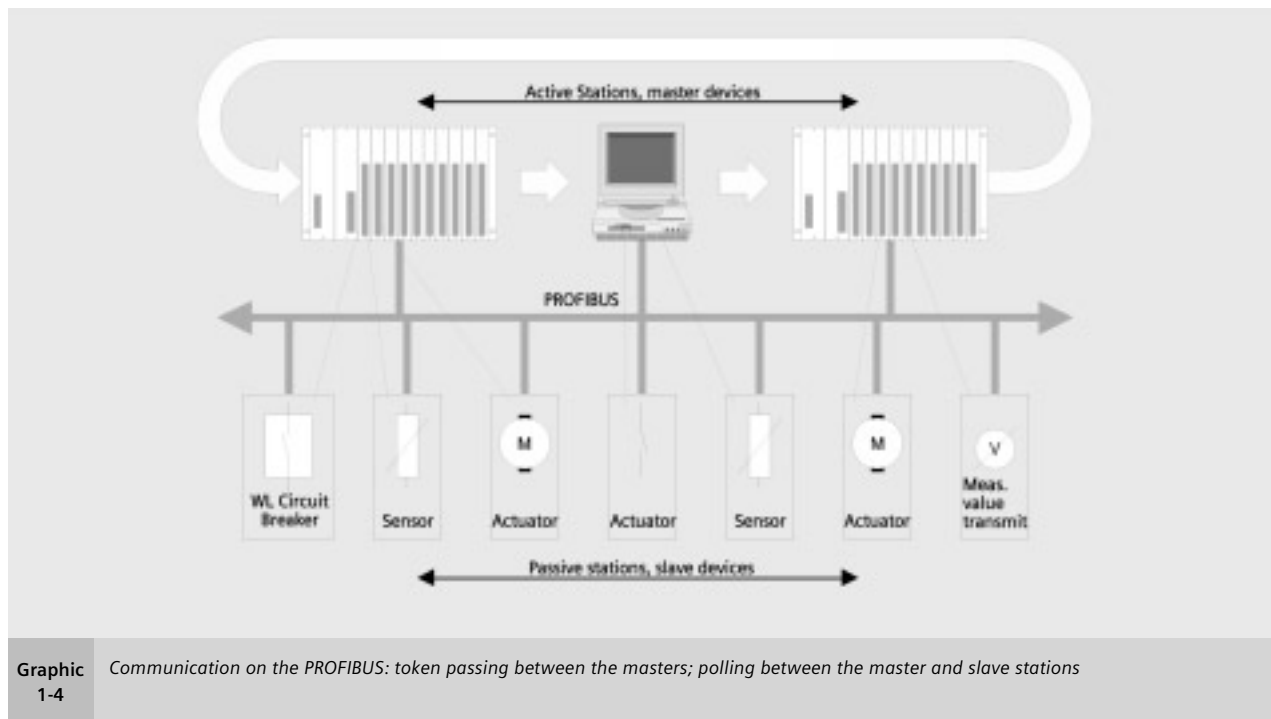 Active Stations, master devices
PROFIBUS
M
M
V
WL Circuit
Breaker
Sensor
Actuator
Actuator
Sensor
Actuator
Meas.
value
transmit
Passive stations, slave devices
Graphic
1-4
Communication on the PROFIBUS: token passing between the masters; polling between the master and slave stations